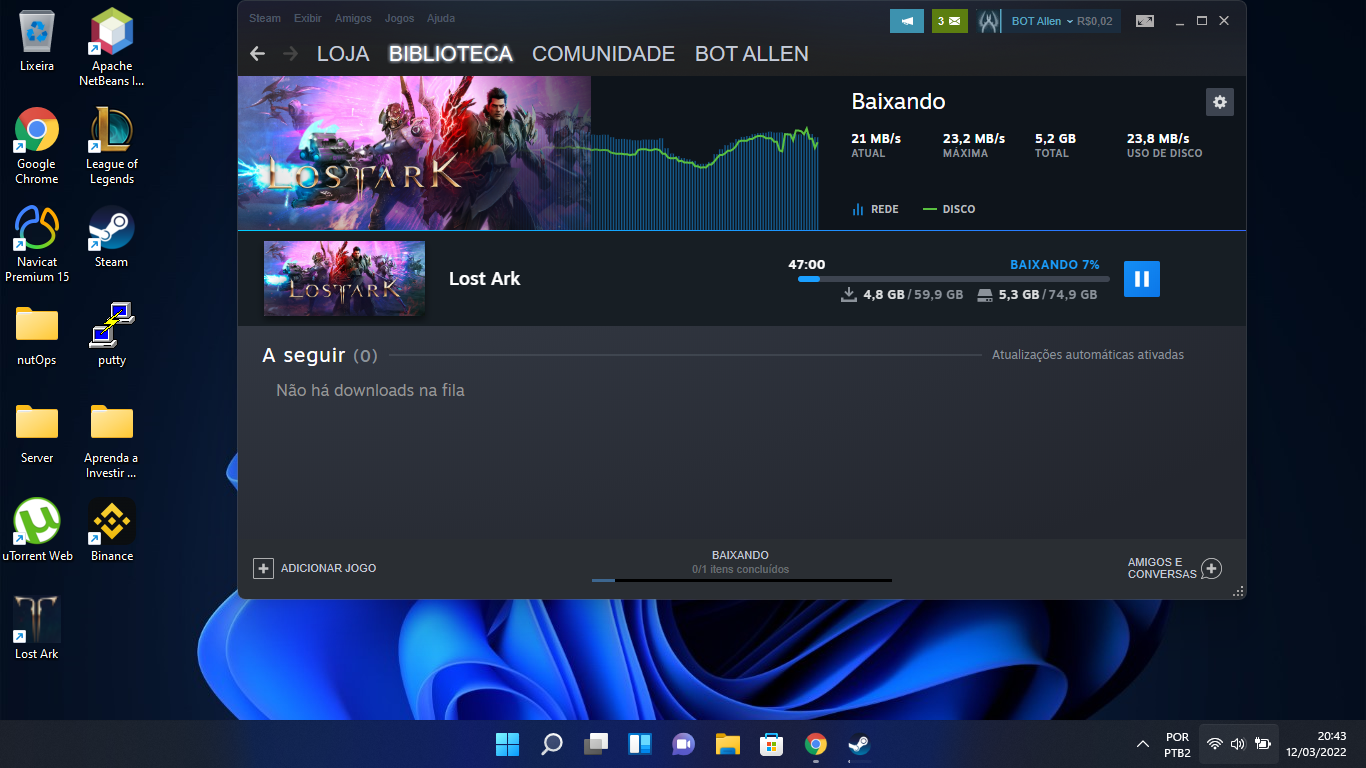 Lixeira
Apache
NetBeans I...
Google
Chrome
League of
Legends
Navicat
Premium 15
Steam
nutOps
putty
Server
Aprenda a
Investir ...
uTorrent Web
Binance
Lost Ark
Steam Exibir Amigos Jogos Ajuda
3
BOT Allen R$0,02
LOJA BIBLIOTECA COMUNIDADE BOT ALLEN
LOST ARK
Baixando
21 MB/s 23,2 MB/s 5,2 GB 23,8 MB/s
ATUAL MÁXIMA TOTAL USO DE DISCO
REDE DISCO
LOST ARK
Lost Ark
47:00 BAIXANDO 7%
4,8 GB / 59,9 GB 5,3 GB / 74,9 GB
A seguir (0)
Atualizações automáticas ativadas
Não há downloads na fila
ADICIONAR JOGO
BAIXANDO
0/1 itens concluídos
AMIGOS E
CONVERSAS
POR
PTB2
20:43
12/03/2022